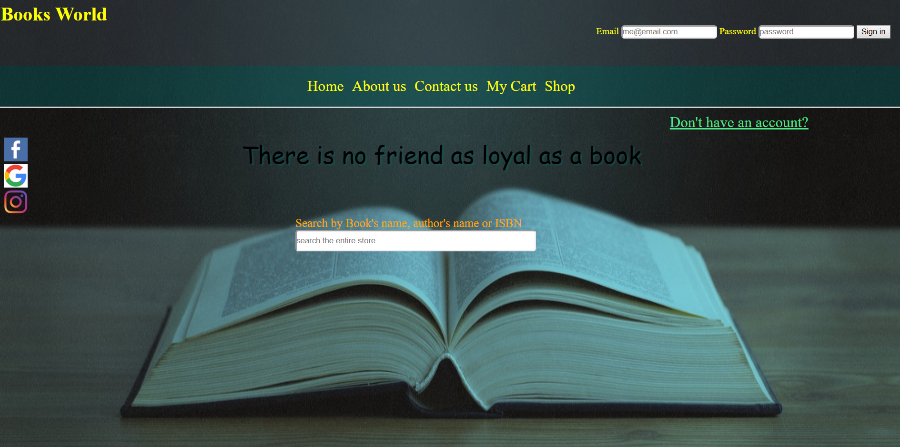 Books World
Email me@email.com Password password Sign in
Home About us Contact us My Cart Shop
Don't have an account?
There is no friend as loyal as a book
Search by Book's name, author's name or ISBN
search the entire store